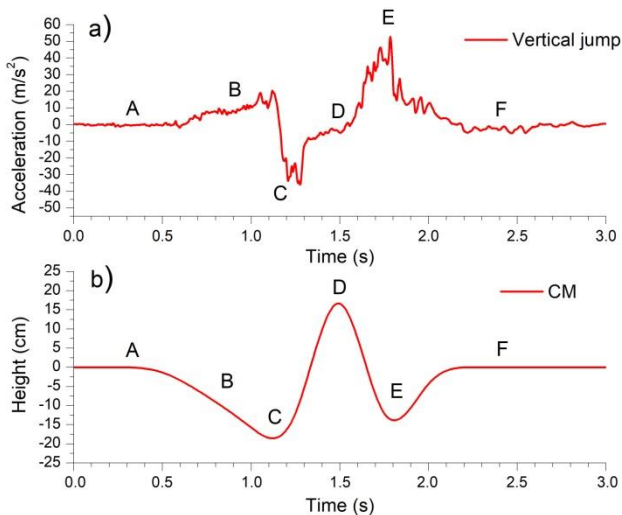 a)
Vertical jump
Acceleration (m/s²)
60
50
40
30
20
10
0
-10
-20
-30
-40
-50
A
B
C
D
E
F
0.0 0.5 1.0 1.5 2.0 2.5 3.0
Time (s)
b)
CM
Height (cm)
25
20
15
10
5
0
-5
-10
-15
-20
-25
A
B
C
D
E
F
0.0 0.5 1.0 1.5 2.0 2.5 3.0
Time (s)